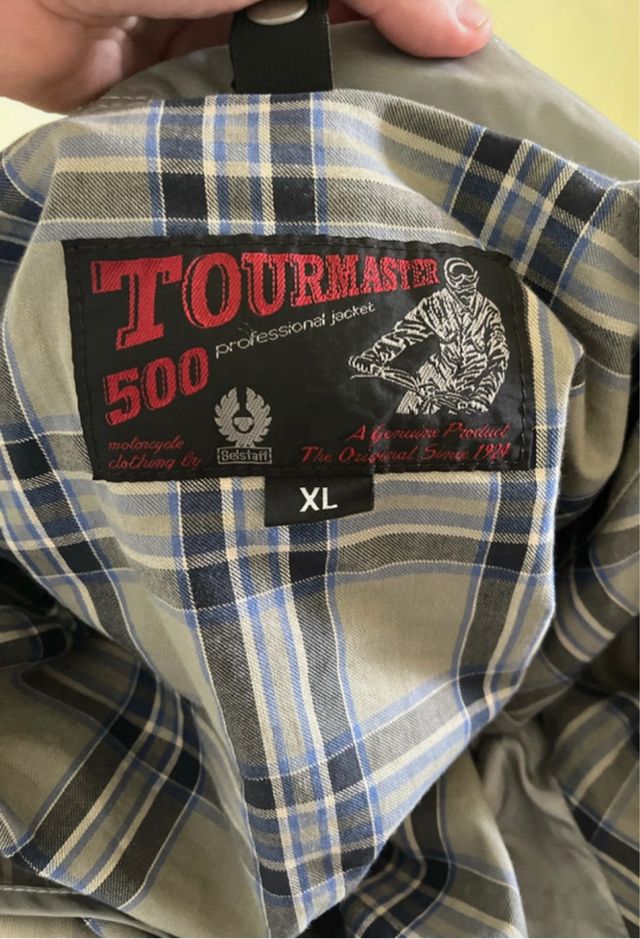 TOURMASTER
professional jacket
500
motorcycle
clothing by
Belstaff
A Genuine Product
The Original Since 1924
XL